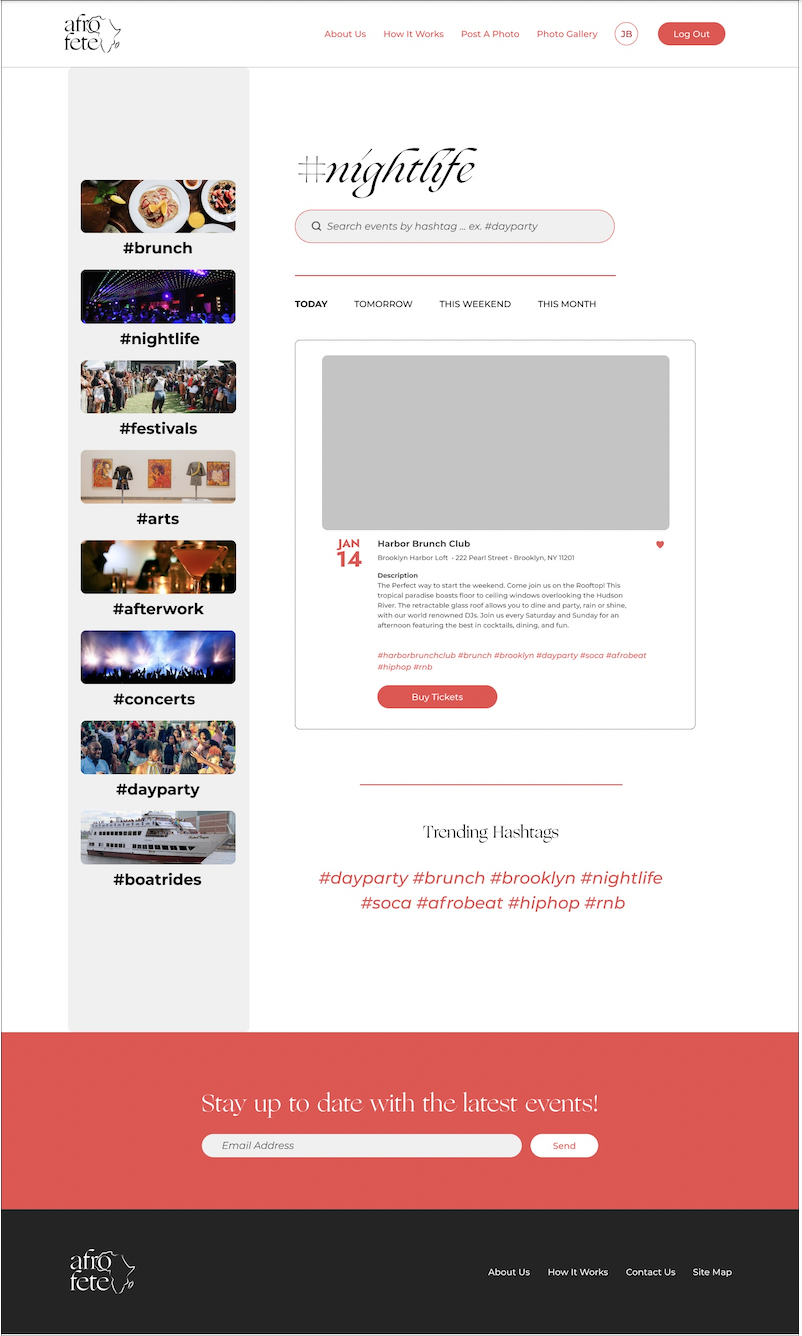 afro
fete
About Us How It Works Post A Photo Photo Gallery JB Log Out
#brunch
#nightlife
#festivals
#arts
#afterwork
#concerts
#dayparty
#boatrides
#nightlife
Search events by hashtag ... ex. #dayparty
TODAY TOMORROW THIS WEEKEND THIS MONTH
JAN
14
Harbor Brunch Club
Brooklyn Harbor Loft • 222 Pearl Street • Brooklyn, NY 11201
Description
The Perfect way to start the weekend. Come join us on the Rooftop! This
tropical paradise boasts floor to ceiling windows overlooking the Hudson
River. The retractable glass roof allows you to dine and party, rain or shine,
with our world renowned DJs. Join us every Saturday and Sunday for an
afternoon featuring the best in cocktails, dining, and fun.
#harborbrunchclub #brunch #brooklyn #dayparty #soca #afrobeat
#hiphop #rnb
Buy Tickets
Trending Hashtags
#dayparty #brunch #brooklyn #nightlife
#soca #afrobeat #hiphop #rnb
Stay up to date with the latest events!
Email Address Send
afro
fete
About Us How It Works Contact Us Site Map